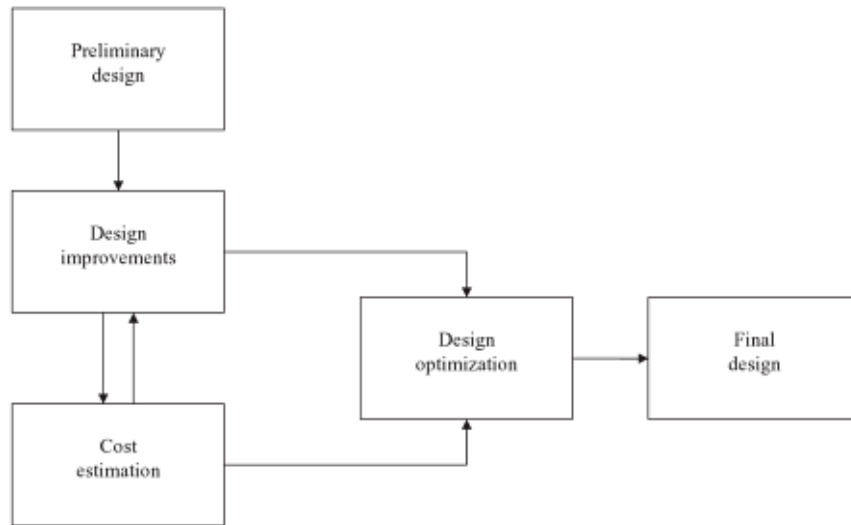 Preliminary
design
Design
improvements
Design
optimization
Final
design
Cost
estimation